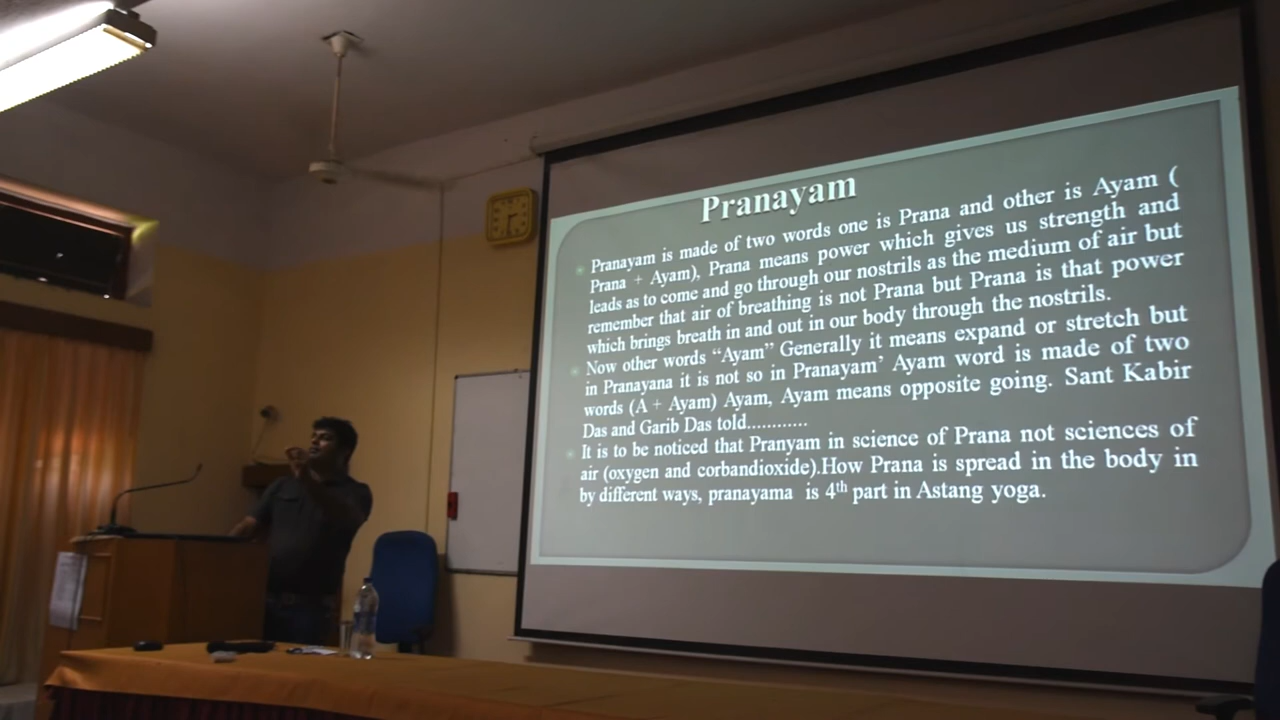 Pranayam
Pranayam is made of two words one is Prana and other is Ayam (
Prana + Ayam), Prana means power which gives us strength and
leads as to come and go through our nostrils as the medium of air but
remember that air of breathing is not Prana but Prana is that power
which brings breath in and out in our body through the nostrils.
Now other words “Ayam” Generally it means expand or stretch but
in Pranayana it is not so in Pranayam’ Ayam word is made of two
words (A + Ayam) Ayam, Ayam means opposite going. Sant Kabir
Das and Garib Das told............
It is to be noticed that Pranyam in science of Prana not sciences of
air (oxygen and corbandioxide).How Prana is spread in the body in
by different ways, pranayama is 4th part in Astang yoga.